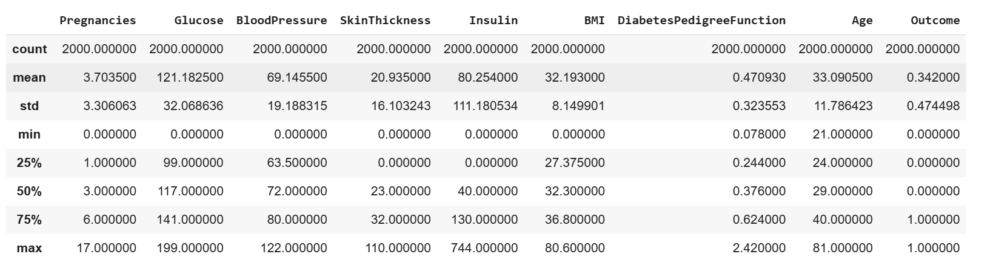 Pregnancies Glucose BloodPressure SkinThickness Insulin BMI DiabetesPedigreeFunction Age Outcome
count 2000.000000 2000.000000 2000.000000 2000.000000 2000.000000 2000.000000 2000.000000 2000.000000 2000.000000
mean 3.703500 121.182500 69.145500 20.935000 80.254000 32.193000 0.470930 33.090500 0.342000
std 3.306063 32.068636 19.188315 16.103243 111.180534 8.149901 0.323553 11.786423 0.474498
min 0.000000 0.000000 0.000000 0.000000 0.000000 0.000000 0.078000 21.000000 0.000000
25% 1.000000 99.000000 63.500000 0.000000 0.000000 27.375000 0.244000 24.000000 0.000000
50% 3.000000 117.000000 72.000000 23.000000 40.000000 32.300000 0.376000 29.000000 0.000000
75% 6.000000 141.000000 80.000000 32.000000 130.000000 36.800000 0.624000 40.000000 1.000000
max 17.000000 199.000000 122.000000 110.000000 744.000000 80.600000 2.420000 81.000000 1.000000